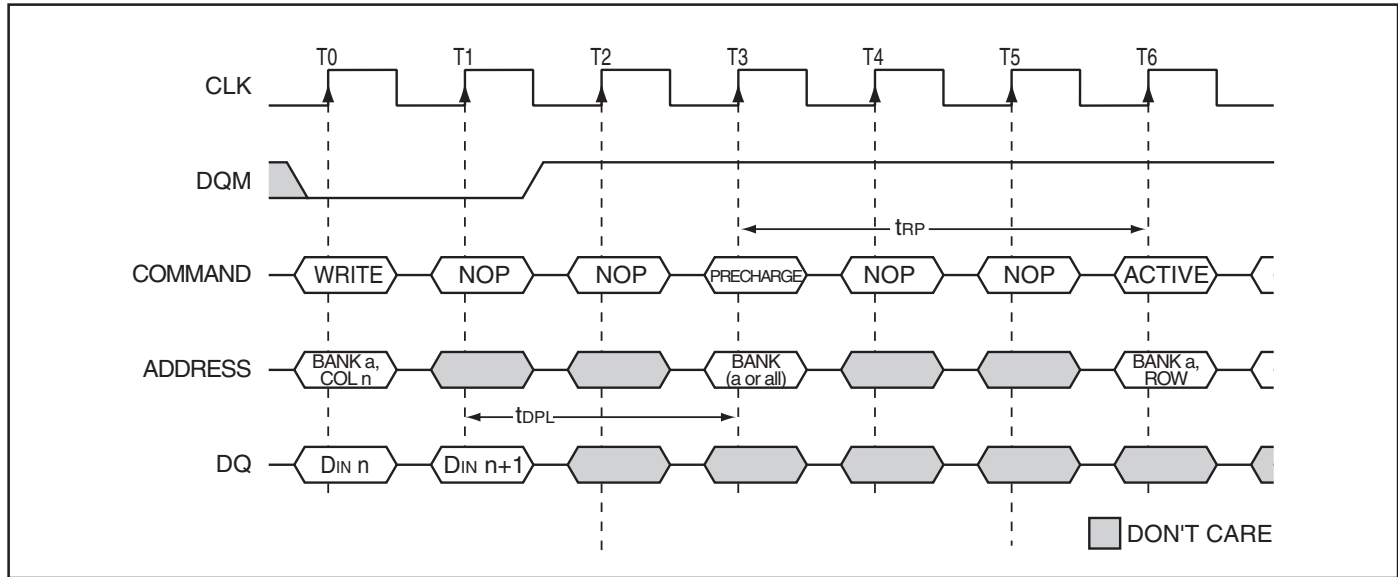 T0 T1 T2 T3 T4 T5 T6
CLK
DQM
tRP
COMMAND WRITE NOP NOP PRECHARGE NOP NOP ACTIVE
ADDRESS BANK a, COL n BANK (a or all) BANK a, ROW
tDPL
DQ DIN n DIN n+1
DON'T CARE